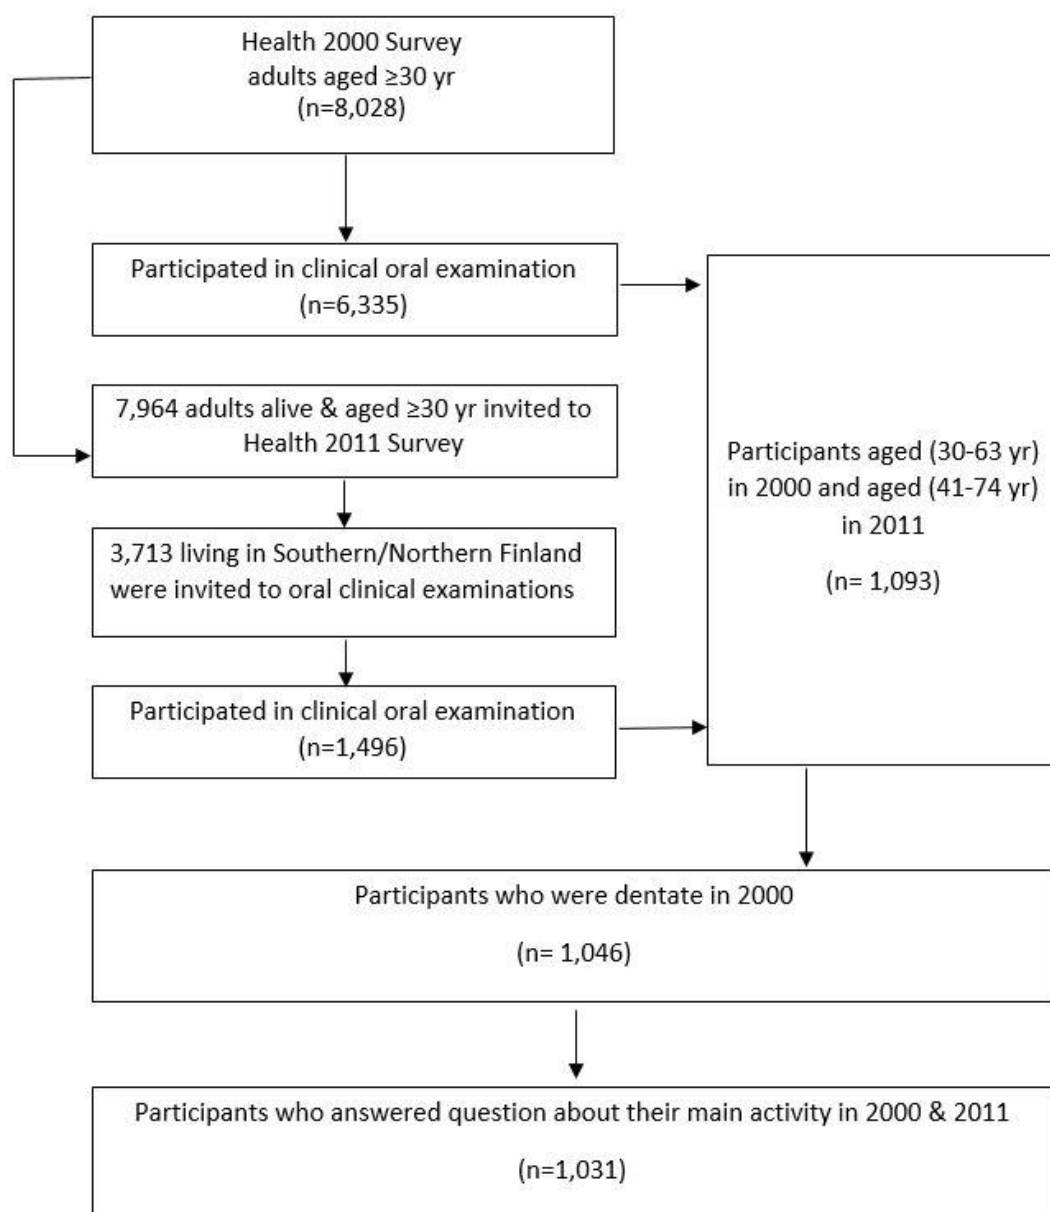 Health 2000 Survey
adults aged ≥30 yr
(n=8,028)
Participated in clinical oral examination
(n=6,335)
7,964 adults alive & aged ≥30 yr invited to
Health 2011 Survey
3,713 living in Southern/Northern Finland
were invited to oral clinical examinations
Participated in clinical oral examination
(n=1,496)
Participants aged (30-63 yr)
in 2000 and aged (41-74 yr)
in 2011
(n= 1,093)
Participants who were dentate in 2000
(n= 1,046)
Participants who answered question about their main activity in 2000 & 2011
(n=1,031)